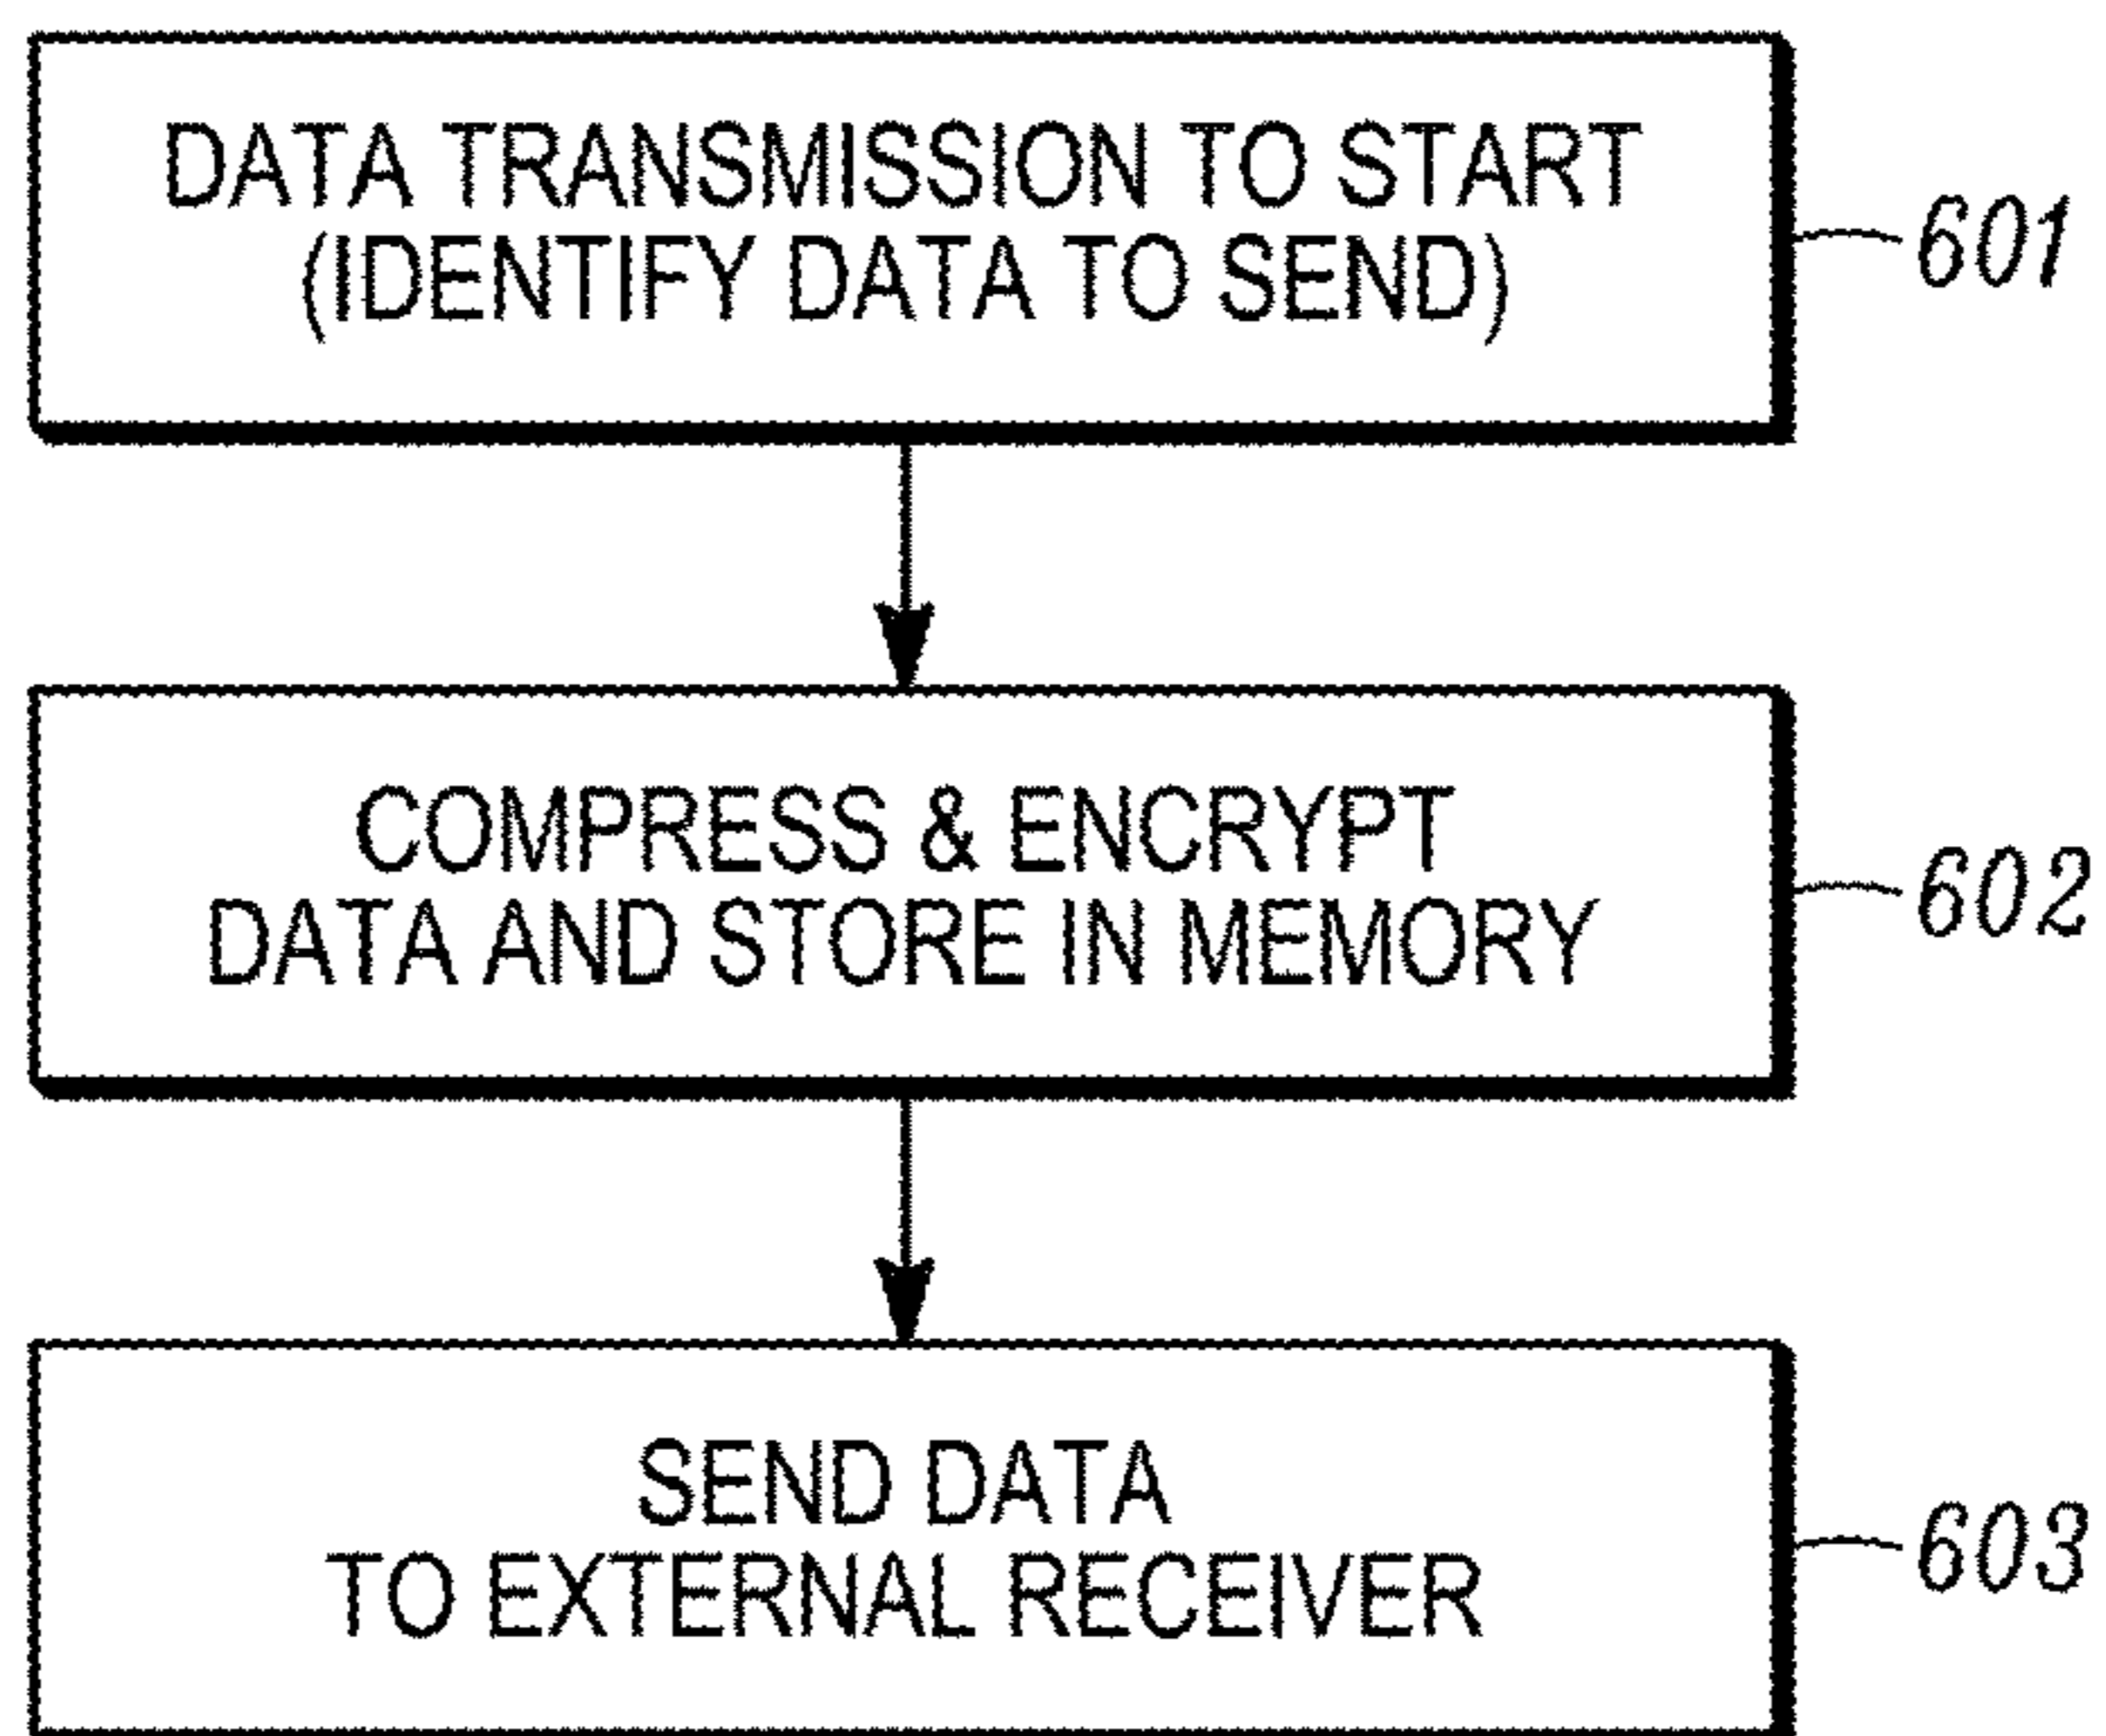 DATA TRANSMISSION TO START
(IDENTIFY DATA TO SEND)
601
COMPRESS & ENCRYPT
DATA AND STORE IN MEMORY
602
SEND DATA
TO EXTERNAL RECEIVER
603